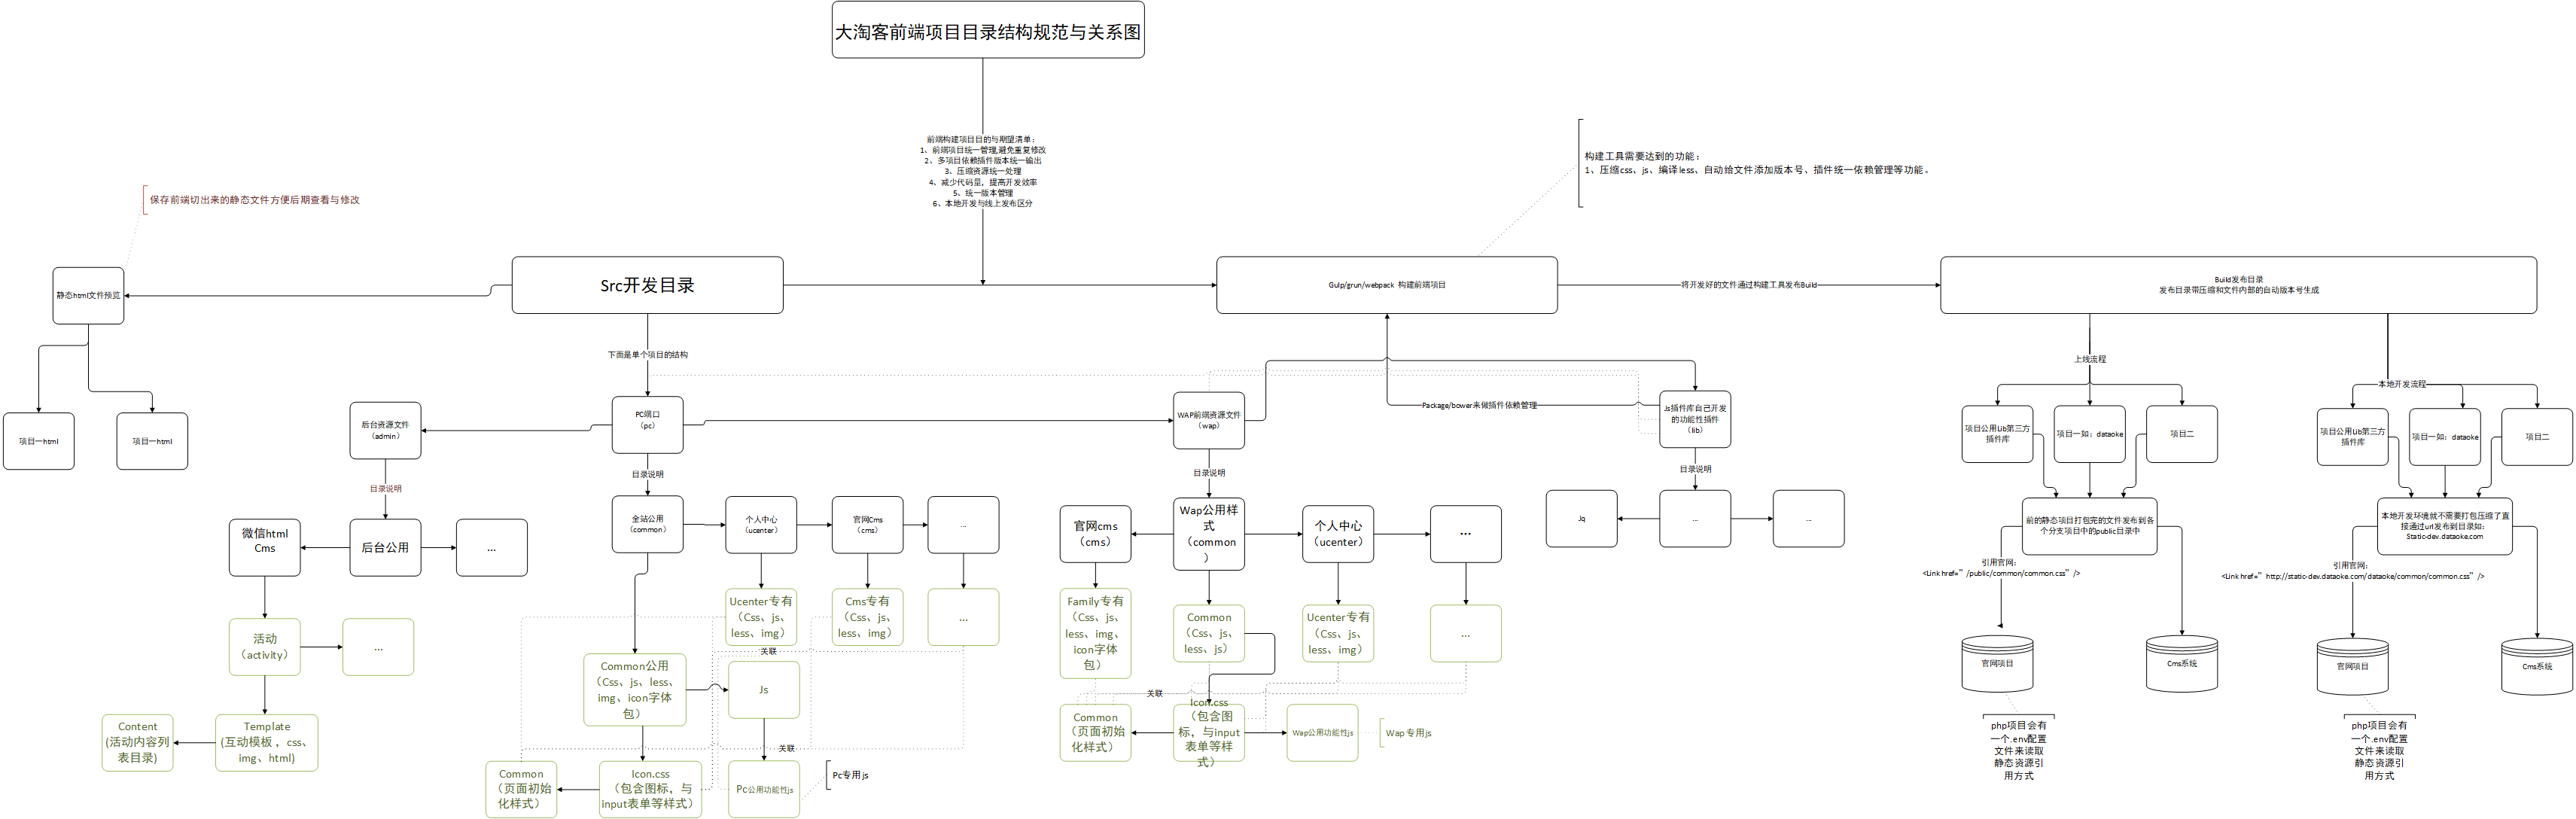 大淘客前端项目目录结构规范与关系图
前端构建项目目的与期望清单：
1、前端项目统一管理,避免重复修改
2、多项目依赖插件版本统一输出
3、压缩资源统一处理
4、减少代码量，提高开发效率
5、统一版本管理
6、本地开发与线上发布区分
构建工具需要达到的功能：
1、压缩css、js、编译less、自动给文件添加版本号、插件统一依赖管理等功能。
保存前端切出来的静态文件方便后期查看与修改
静态html文件预览
Src开发目录
Gulp/grun/webpack 构建前端项目
将开发好的文件通过构建工具发布Build
Build发布目录
发布目录带压缩和文件内部的自动版本号生成
项目一html
项目一html
下面是单个项目的结构
后台资源文件
（admin）
PC端口
（pc）
WAP前端资源文件
（wap）
Package/bower来做插件依赖管理
Js插件库自己开发
的功能性插件
（lib）
目录说明
目录说明
目录说明
目录说明
微信html
Cms
后台公用
...
全站公用
（common）
个人中心
（ucenter）
官网Cms
（cms）
...
官网cms
（cms）
Wap公用样
式
（common
）
个人中心
（ucenter）
...
Jq
...
...
活动
（activity）
...
Content
(活动内容列
表目录)
Template
(互动模板 ，css、
img、html)
Ucenter专有
（Css、js、
less、img）
Cms专有
（Css、js、
less、img）
...
关联
Common公用
（Css、js、less、
img、icon字体
包）
Js
关联
Common
（页面初始
化样式）
Icon.css
（包含图标，与
input表单等样式）
Pc公用功能性js
Pc专用js
Family专有
（Css、js、
less、img、
icon字体
包）
Common
（Css、js、
less、js）
Ucenter专有
（Css、js、
less、img）
...
关联
Common
（页面初始
化样式）
Icon.css
（包含图
标，与input
表单等样
式）
Wap公用功能性js
Wap专用js
上线流程
项目公用Lib第三方
插件库
项目一如：dataoke
项目二
前的静态项目打包完的文件发布到各
个分支项目中的public目录中
引用官网：
<Link href=”/public/common/common.css” />
官网项目
Cms系统
php项目会有
一个.env配置
文件来读取
静态资源引
用方式
本地开发流程
项目公用Lib第三方
插件库
项目一如：dataoke
项目二
本地开发环境就不需要打包压缩了直
接通过url发布到目录如：
Static-dev.dataoke.com
引用官网：
<Link href=”http://static-dev.dataoke.com/dataoke/common/common.css” />
官网项目
Cms系统
php项目会有
一个.env配置
文件来读取
静态资源引
用方式